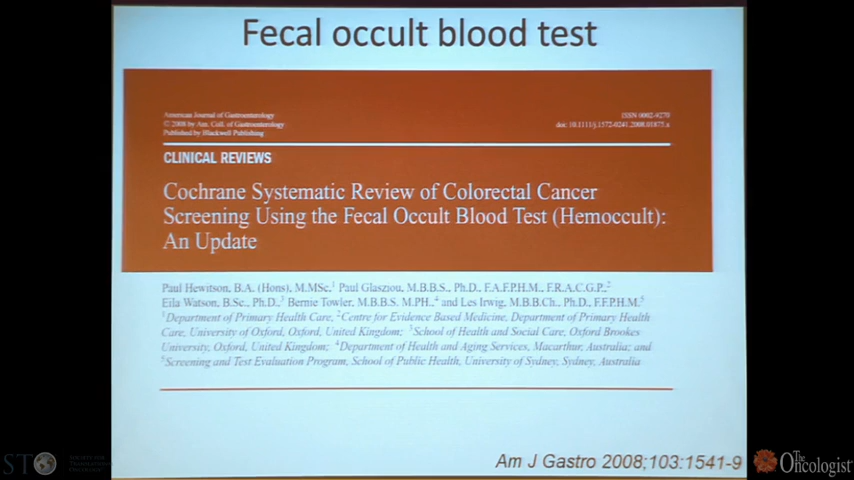 Fecal occult blood test
American Journal of Gastroenterology
© 2008 by Am. Coll. of Gastroenterology
Published by Blackwell Publishing
ISSN 0002-9270
doi: 10.1111/j.1572-0241.2008.01875.x
CLINICAL REVIEWS
Cochrane Systematic Review of Colorectal Cancer
Screening Using the Fecal Occult Blood Test (Hemoccult):
An Update
Paul Hewitson, B.A. (Hons), M.MSc,1 Paul Glasziou, M.B.B.S., Ph.D., F.A.F.P.H.M., F.R.A.C.G.P.,2
Eila Watson, B.Sc., Ph.D.,3 Bernie Towler, M.B.B.S. M.PH.,4 and Les Irwig, M.B.B.Ch., Ph.D., F.F.P.H.M.5
1Department of Primary Health Care, 2Centre for Evidence Based Medicine, Department of Primary Health
Care, University of Oxford, Oxford, United Kingdom; 3School of Health and Social Care, Oxford Brookes
University, Oxford, United Kingdom; 4Department of Health and Aging Services, Macarthur, Australia; and
5Screening and Test Evaluation Program, School of Public Health, University of Sydney, Sydney, Australia
Am J Gastro 2008;103:1541-9
STO
SOCIETY FOR
TRANSLATIONAL
ONCOLOGY
The
Oncologist